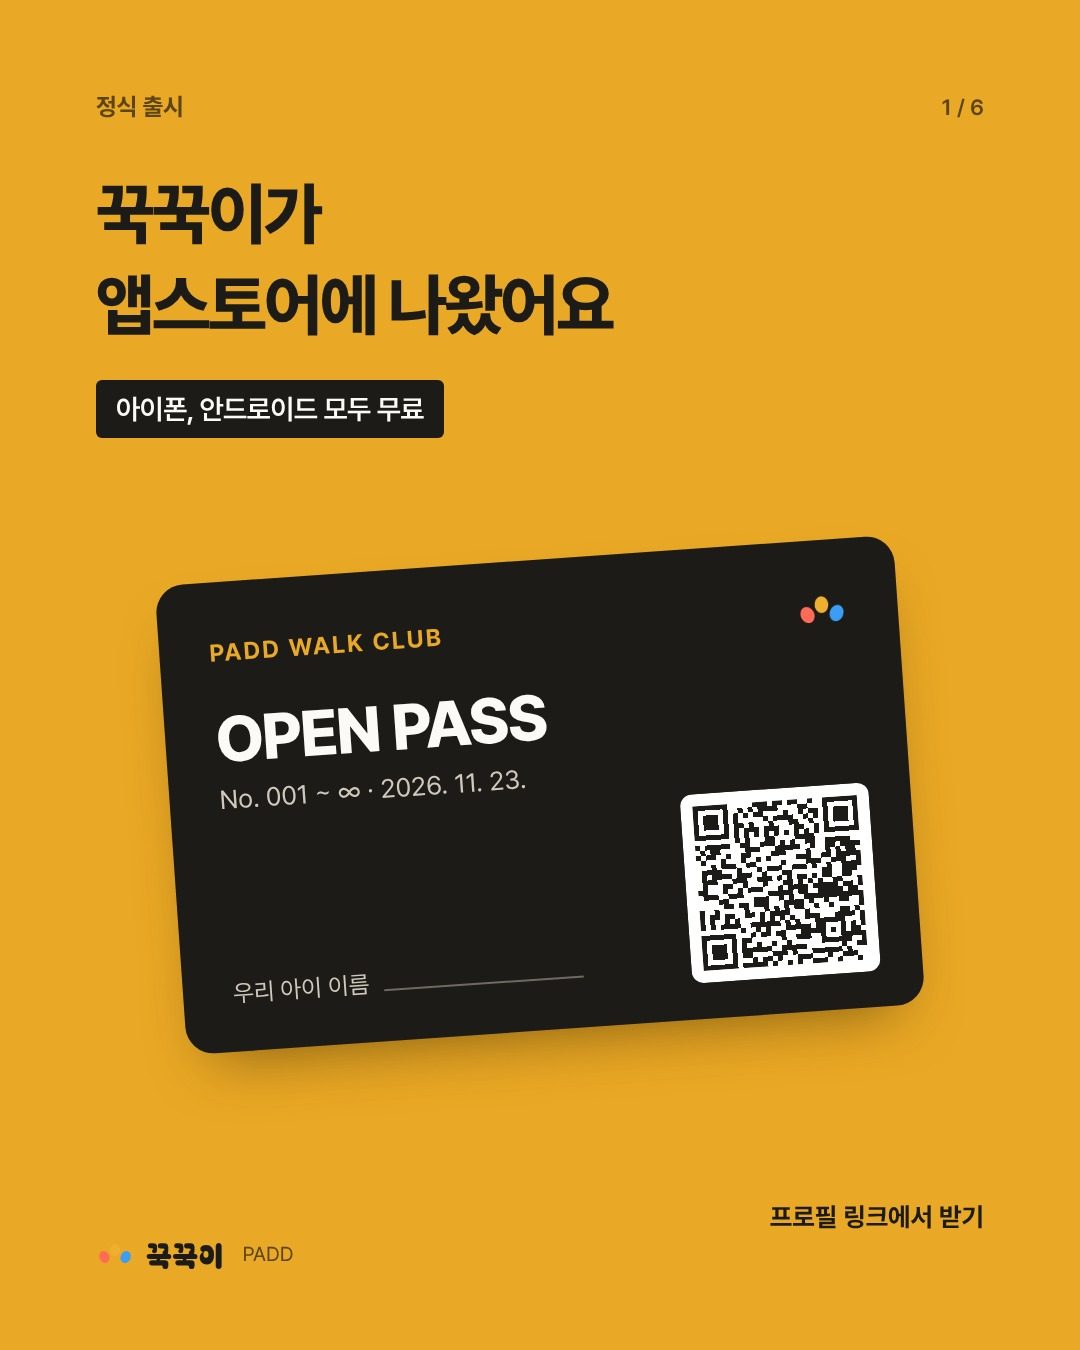 정식 출시
1 / 6
꾹꾹이가
앱스토어에 나왔어요
아이폰, 안드로이드 모두 무료
PADD WALK CLUB
OPEN PASS
No. 001 ~ ∞ · 2026. 11. 23.
우리 아이 이름
프로필 링크에서 받기
꾹꾹이 PADD